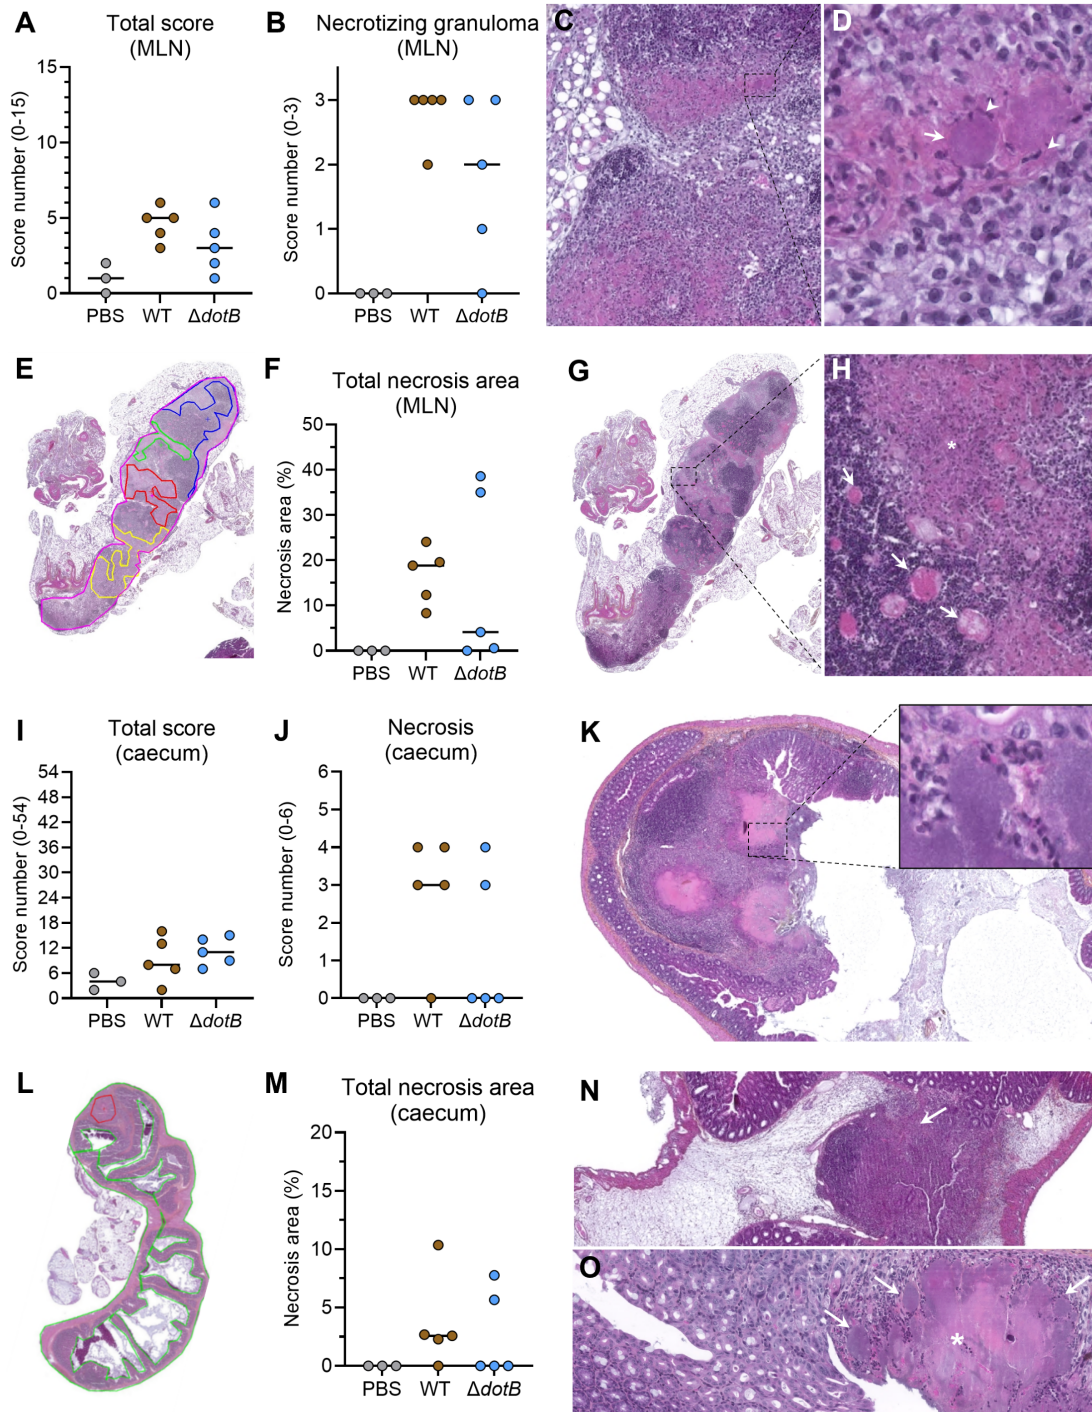 A
Total score
(MLN)
Score number (0-15)
15
10
5
0
PBS WT ΔdotB
B
Necrotizing granuloma
(MLN)
Score number (0-3)
3
2
1
0
PBS WT ΔdotB
C
D
E
F
Total necrosis area
(MLN)
Necrosis area (%)
50
40
30
20
10
0
PBS WT ΔdotB
G
H
*
I
Total score
(caecum)
Score number (0-54)
54
48
42
36
30
24
18
12
6
0
PBS WT ΔdotB
J
Necrosis
(caecum)
Score number (0-6)
6
5
4
3
2
1
0
PBS WT ΔdotB
K
L
M
Total necrosis area
(caecum)
Necrosis area (%)
20
15
10
5
0
PBS WT ΔdotB
N
O
*